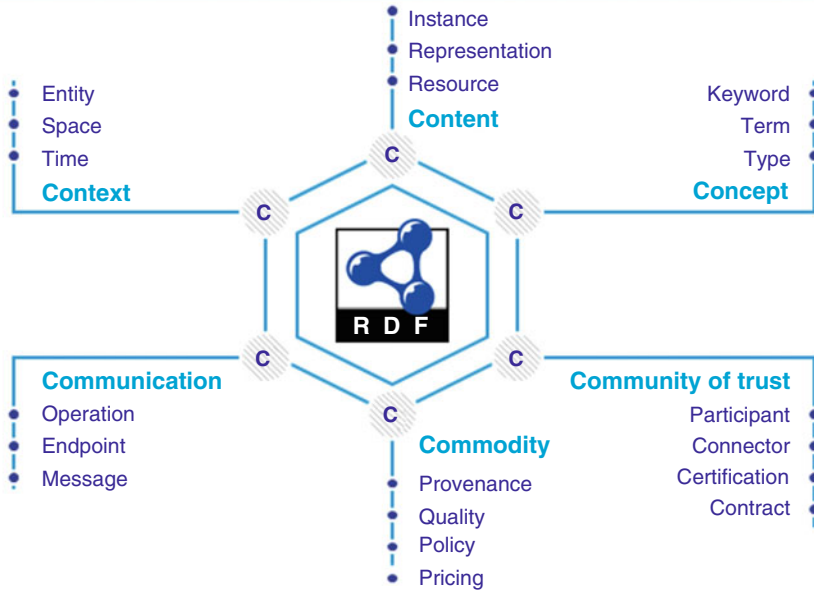 Instance
Representation
Resource
Content
C
Entity
Space
Time
Context
C
Keyword
Term
Type
Concept
C
R D F
C
Communication
Operation
Endpoint
Message
C
Community of trust
Participant
Connector
Certification
Contract
C
Commodity
Provenance
Quality
Policy
Pricing